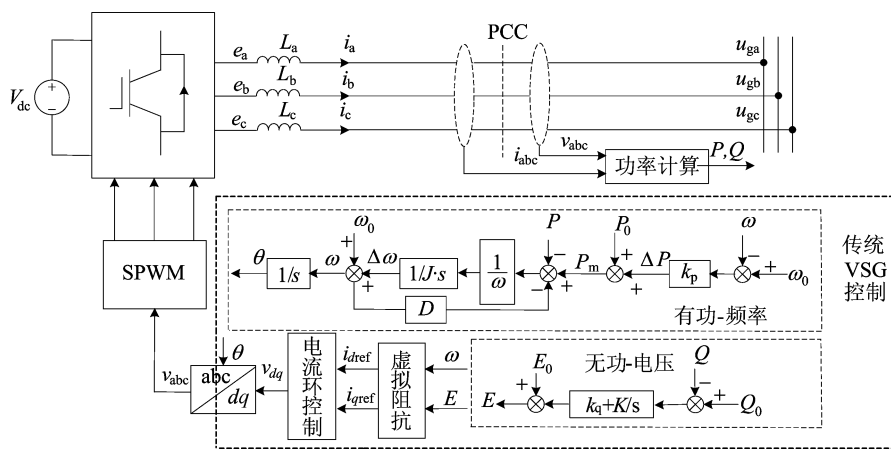 PCC
e_a L_a i_a u_ga
e_b L_b i_b u_gb
e_c L_c i_c u_gc
V_dc + −
v_abc
i_abc
功率计算
P,Q
SPWM
传统
VSG
控制
θ 1/s ω ω_0 + + Δω 1/J·s 1/ω P − − + P_m P_0 + + ΔP k_p ω − + ω_0
D
有功-频率
v_abc
θ
abc
dq
v_dq
电流环控制
i_dref
i_qref
虚拟阻抗
ω
E
无功-电压
E E_0 + + k_q+K/s Q − + Q_0